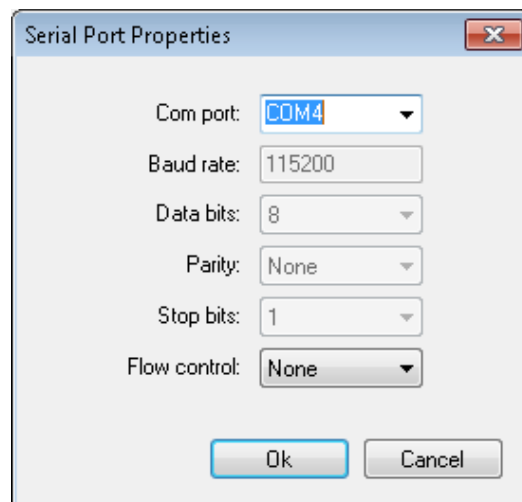 Serial Port Properties
Com port: COM4
Baud rate: 115200
Data bits: 8
Parity: None
Stop bits: 1
Flow control: None
Ok Cancel